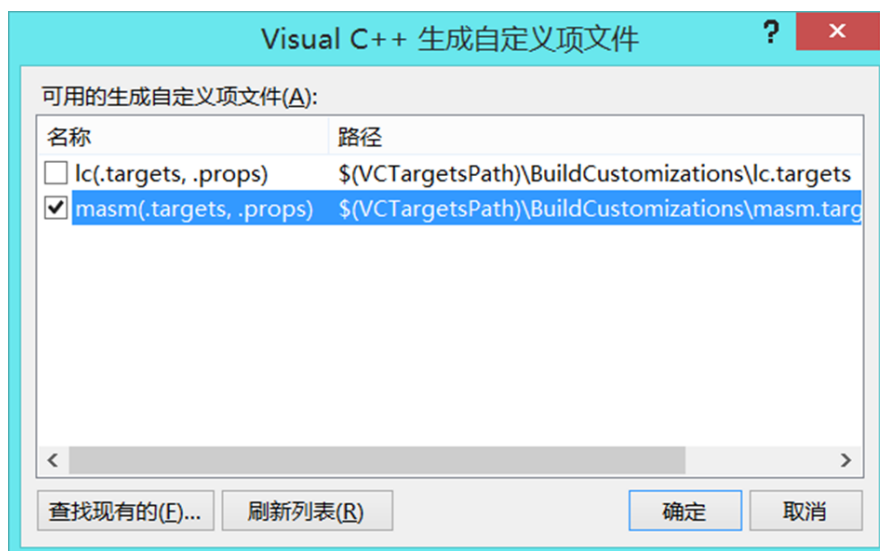 Visual C++ 生成自定义项文件
可用的生成自定义项文件(A):
名称 路径
lc(.targets, .props) $(VCTargetsPath)\BuildCustomizations\lc.targets
masm(.targets, .props) $(VCTargetsPath)\BuildCustomizations\masm.targ
查找现有的(F)... 刷新列表(R) 确定 取消